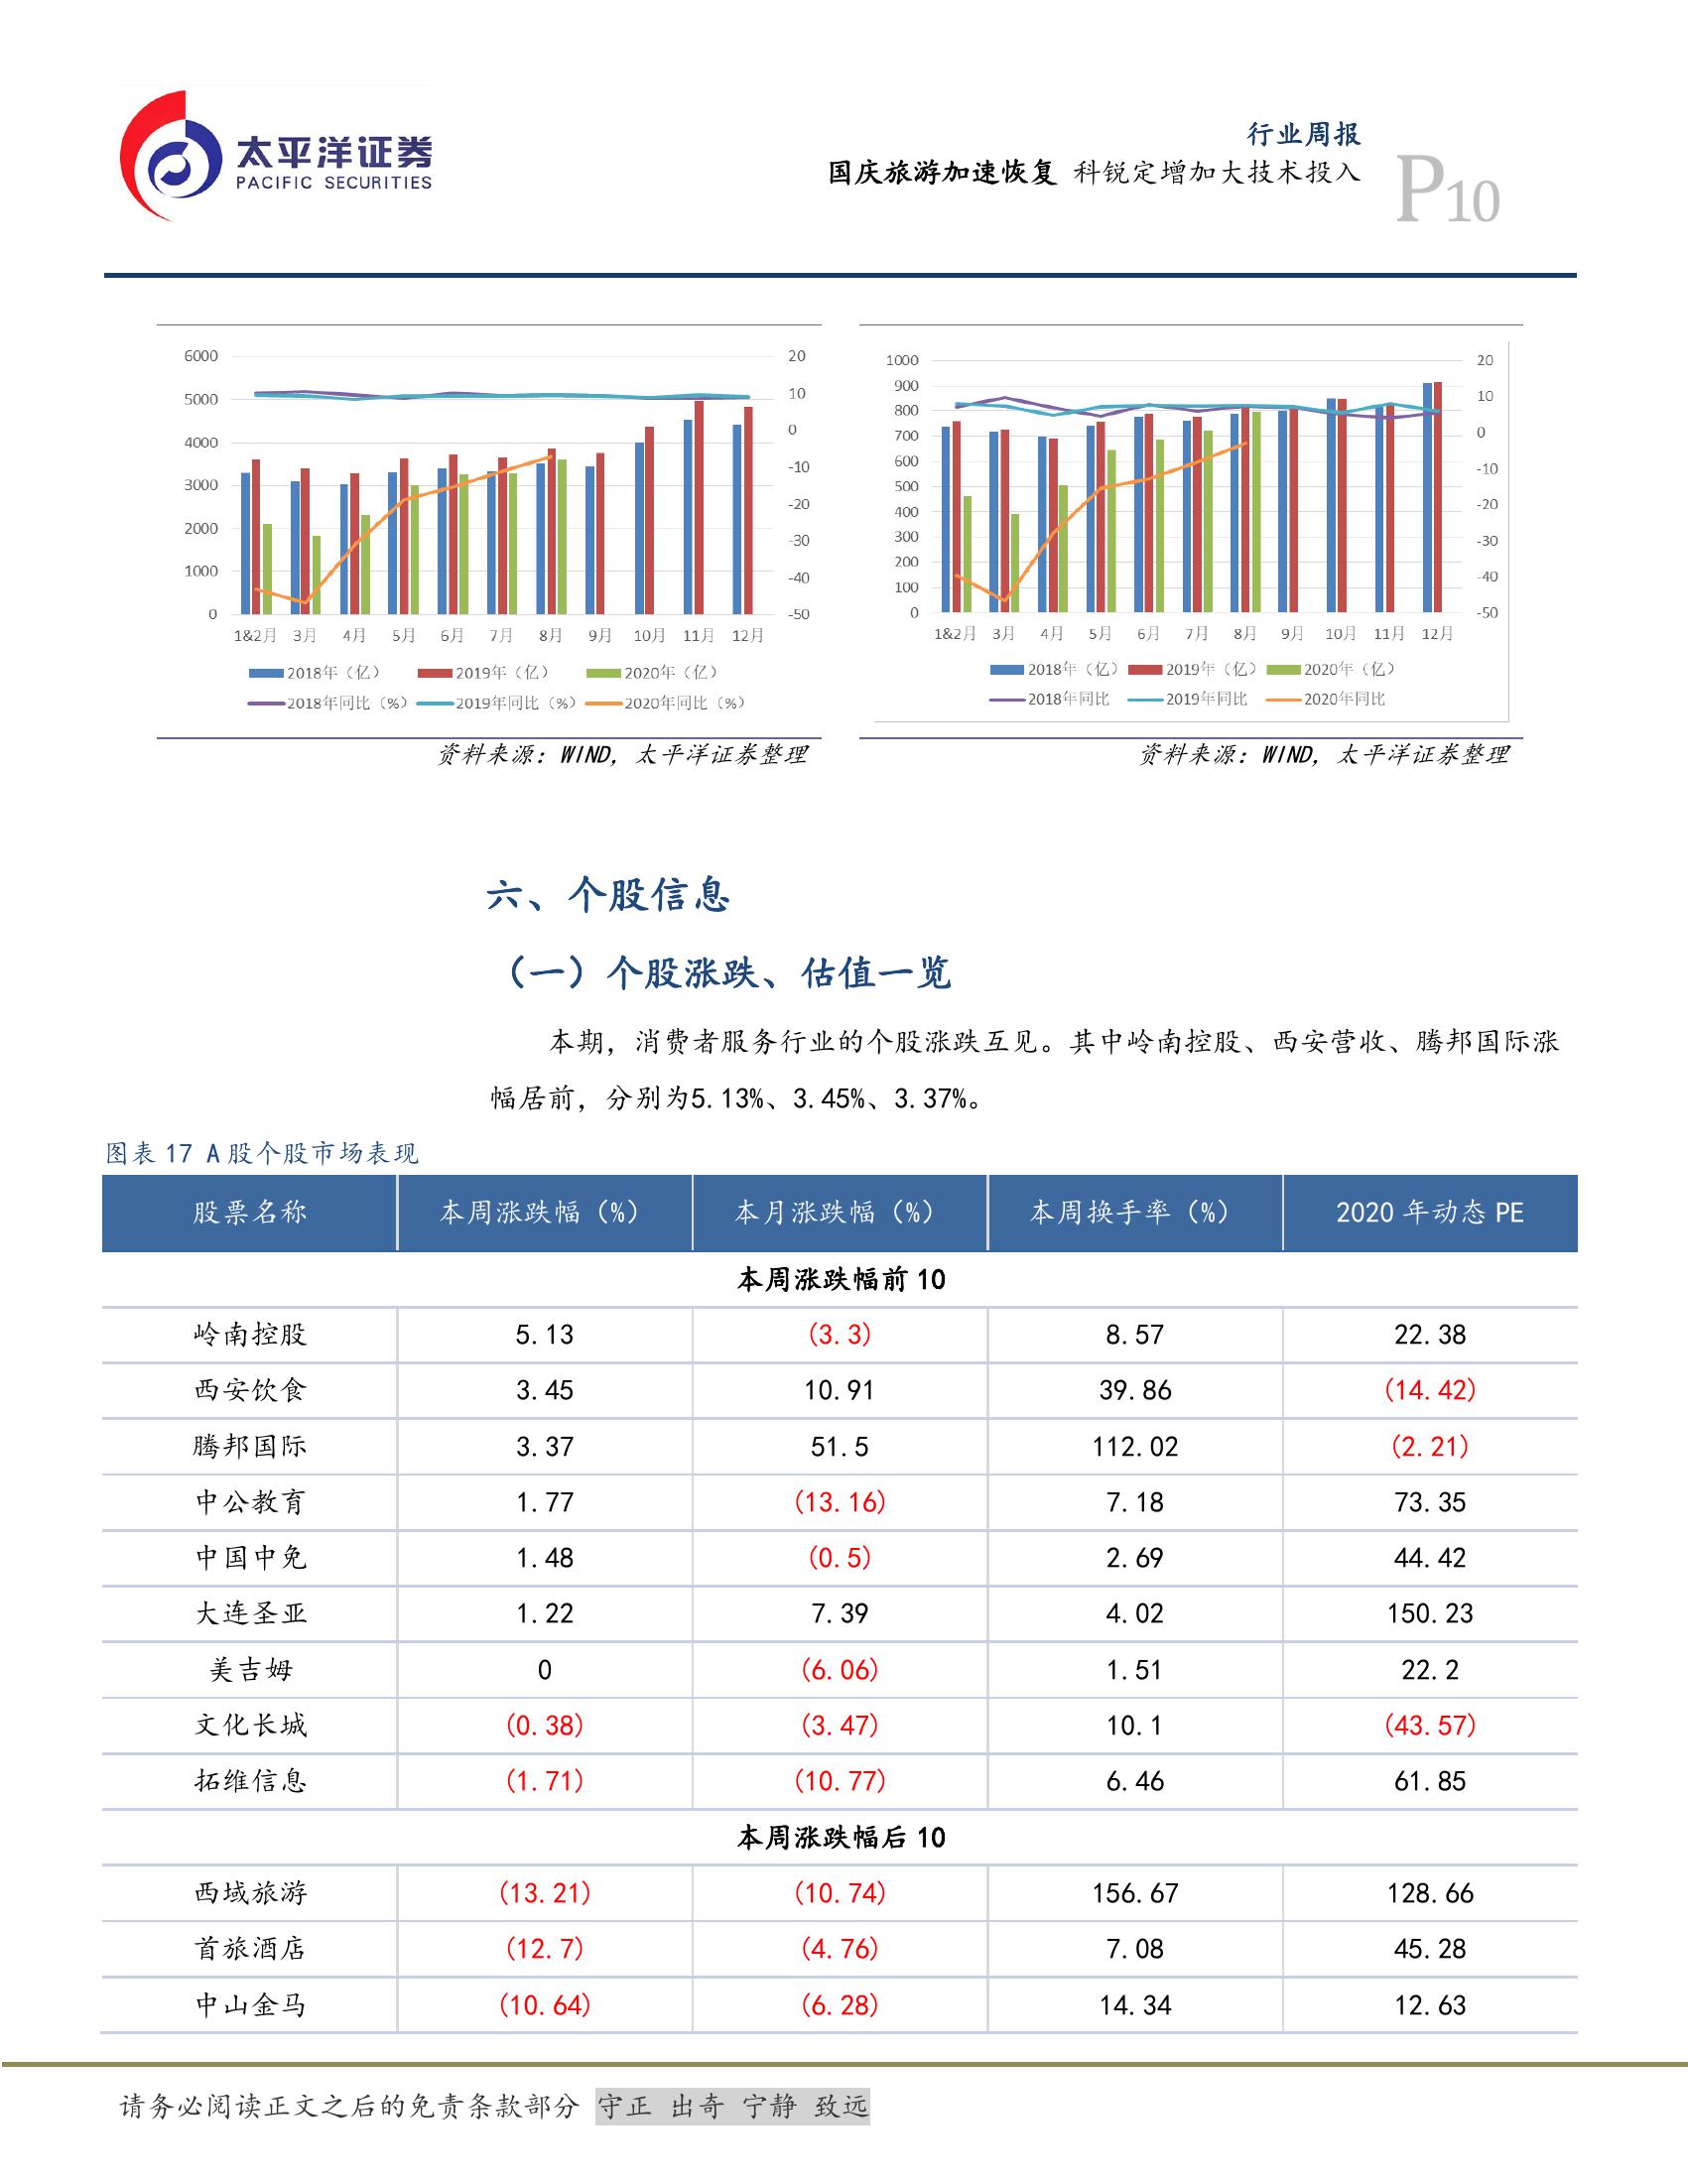 太平洋证券
PACIFIC SECURITIES
行业周报
国庆旅游加速恢复 科锐定增加大技术投入
P10
6000
5000
4000
3000
2000
1000
0
20
10
0
-10
-20
-30
-40
-50
1&2月 3月 4月 5月 6月 7月 8月 9月 10月 11月 12月
2018年（亿） 2019年（亿） 2020年（亿）
2018年同比（%） 2019年同比（%） 2020年同比（%）
资料来源：WIND，太平洋证券整理
1000
900
800
700
600
500
400
300
200
100
0
20
10
0
-10
-20
-30
-40
-50
1&2月 3月 4月 5月 6月 7月 8月 9月 10月 11月 12月
2018年（亿） 2019年（亿） 2020年（亿）
2018年同比 2019年同比 2020年同比
资料来源：WIND，太平洋证券整理
六、个股信息
（一）个股涨跌、估值一览
本期，消费者服务行业的个股涨跌互见。其中岭南控股、西安营收、腾邦国际涨
幅居前，分别为5.13%、3.45%、3.37%。
图表 17 A 股个股市场表现
股票名称 本周涨跌幅（%） 本月涨跌幅（%） 本周换手率（%） 2020 年动态 PE
本周涨跌幅前 10
岭南控股 5.13 (3.3) 8.57 22.38
西安饮食 3.45 10.91 39.86 (14.42)
腾邦国际 3.37 51.5 112.02 (2.21)
中公教育 1.77 (13.16) 7.18 73.35
中国中免 1.48 (0.5) 2.69 44.42
大连圣亚 1.22 7.39 4.02 150.23
美吉姆 0 (6.06) 1.51 22.2
文化长城 (0.38) (3.47) 10.1 (43.57)
拓维信息 (1.71) (10.77) 6.46 61.85
本周涨跌幅后 10
西域旅游 (13.21) (10.74) 156.67 128.66
首旅酒店 (12.7) (4.76) 7.08 45.28
中山金马 (10.64) (6.28) 14.34 12.63
请务必阅读正文之后的免责条款部分 守正 出奇 宁静 致远